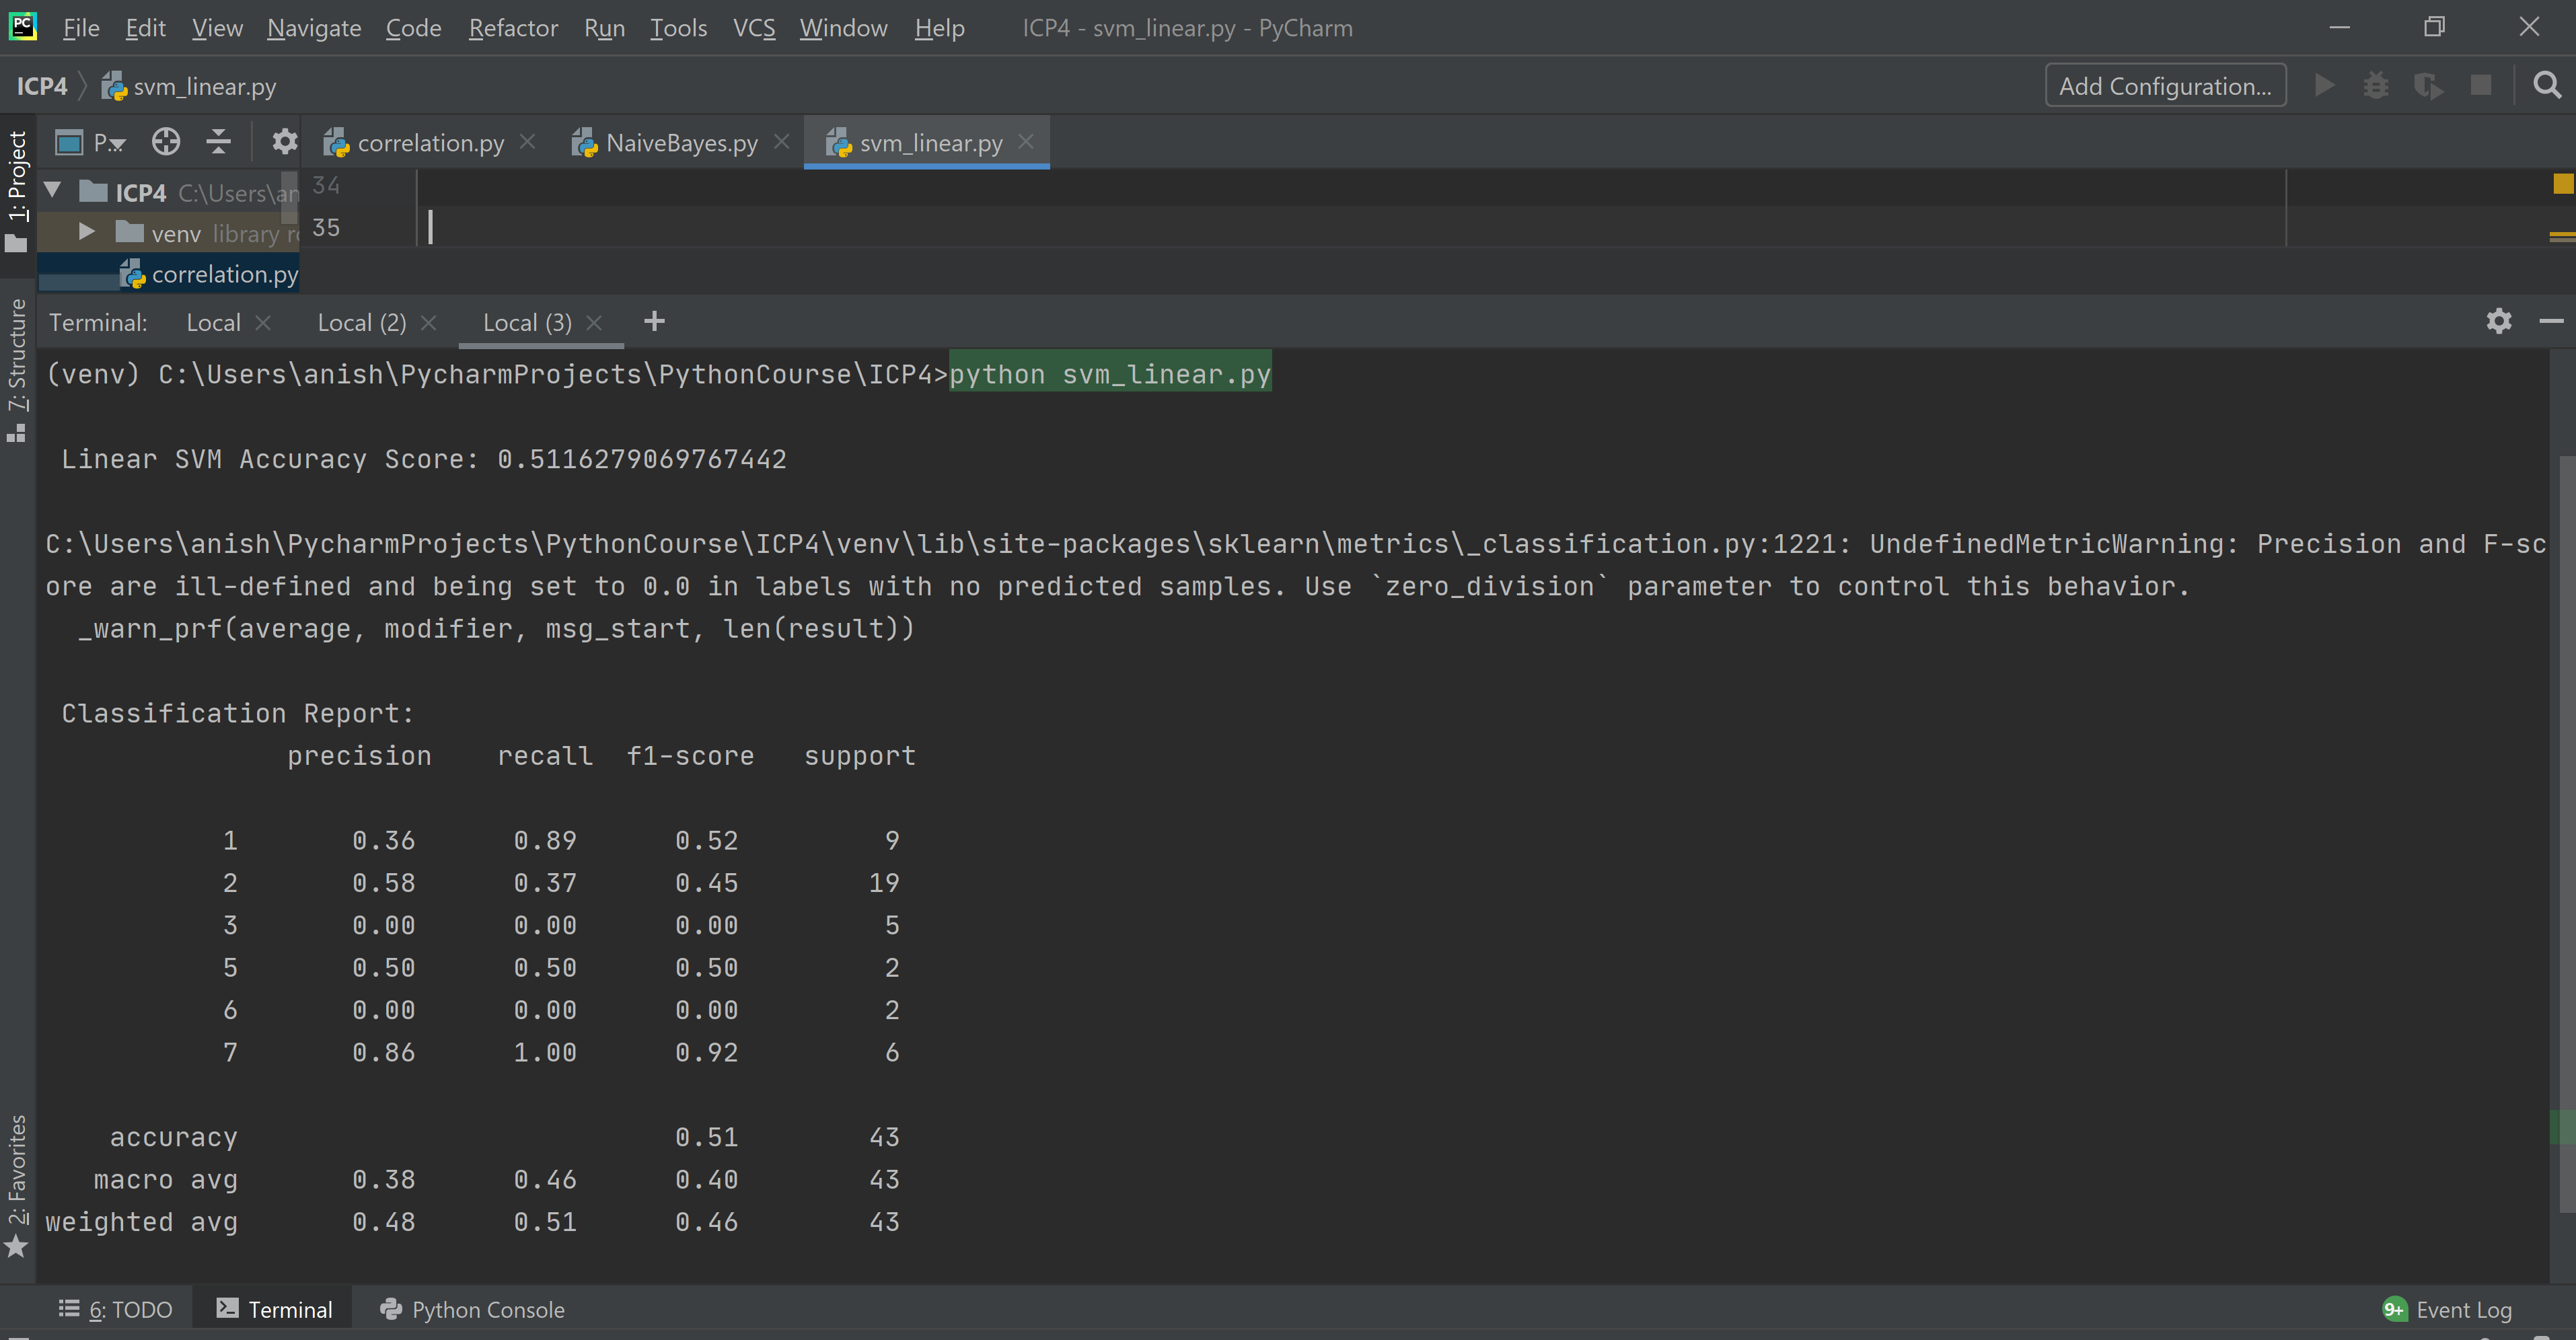 PC File Edit View Navigate Code Refactor Run Tools VCS Window Help ICP4 - svm_linear.py - PyCharm
ICP4 svm_linear.py Add Configuration...
1: Project
P... correlation.py NaiveBayes.py svm_linear.py
ICP4 C:\Users\an 34
venv library r 35
correlation.py
7: Structure
Terminal: Local Local (2) Local (3) +
(venv) C:\Users\anish\PycharmProjects\PythonCourse\ICP4>python svm_linear.py
Linear SVM Accuracy Score: 0.5116279069767442
C:\Users\anish\PycharmProjects\PythonCourse\ICP4\venv\lib\site-packages\sklearn\metrics\_classification.py:1221: UndefinedMetricWarning: Precision and F-sc
ore are ill-defined and being set to 0.0 in labels with no predicted samples. Use `zero_division` parameter to control this behavior.
_warn_prf(average, modifier, msg_start, len(result))
Classification Report:
precision recall f1-score support
1 0.36 0.89 0.52 9
2 0.58 0.37 0.45 19
3 0.00 0.00 0.00 5
5 0.50 0.50 0.50 2
6 0.00 0.00 0.00 2
7 0.86 1.00 0.92 6
accuracy 0.51 43
macro avg 0.38 0.46 0.40 43
weighted avg 0.48 0.51 0.46 43
2: Favorites
6: TODO Terminal Python Console 9+ Event Log